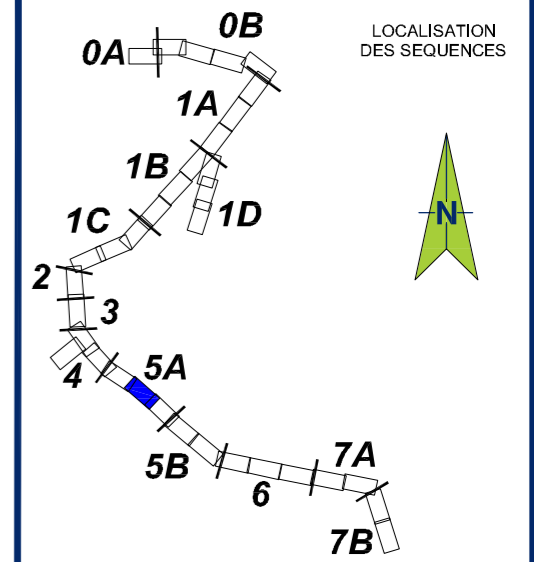 LOCALISATION
DES SEQUENCES
0A
0B
1A
1B
1C
1D
N
2
3
4
5A
5B
6
7A
7B